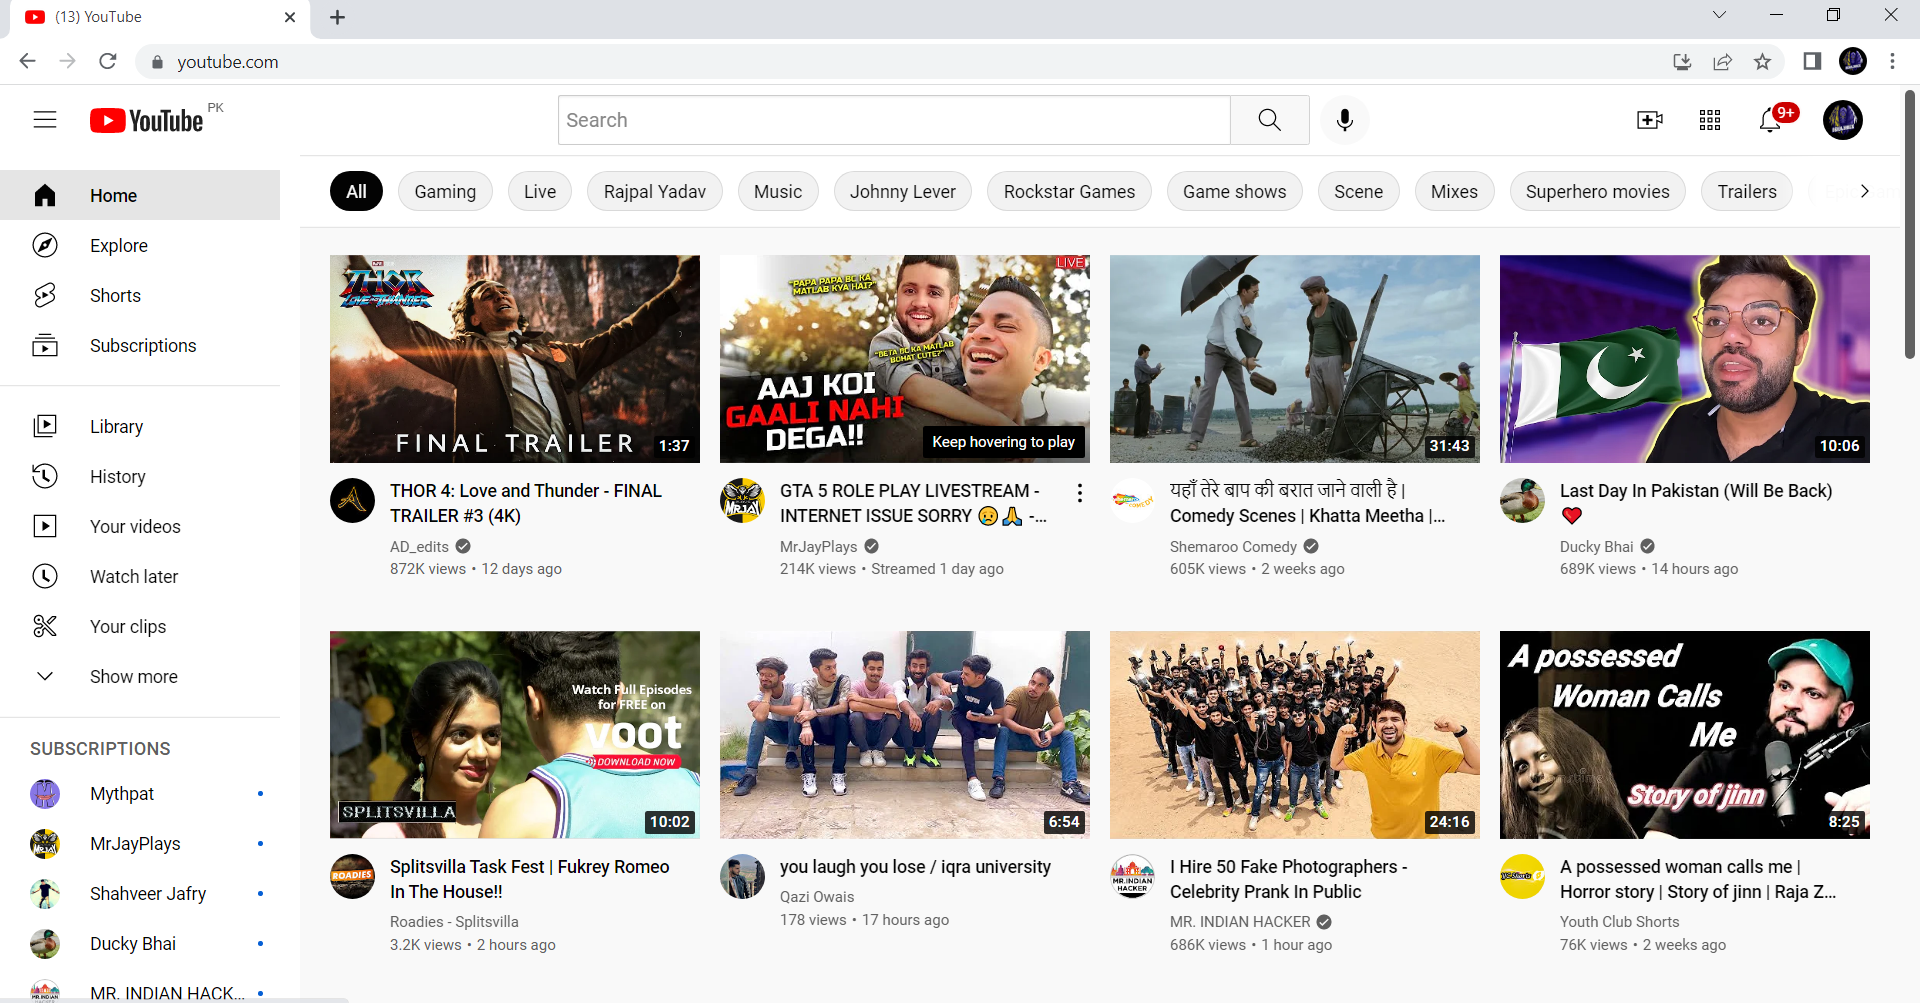 (13) YouTube
youtube.com
YouTube PK
Search
9+
Home
Explore
Shorts
Subscriptions
Library
History
Your videos
Watch later
Your clips
Show more
SUBSCRIPTIONS
Mythpat
MrJayPlays
Shahveer Jafry
Ducky Bhai
MR. INDIAN HACK...
All
Gaming
Live
Rajpal Yadav
Music
Johnny Lever
Rockstar Games
Game shows
Scene
Mixes
Superhero movies
Trailers
THOR
LOVE AND THUNDER
FINAL TRAILER
1:37
THOR 4: Love and Thunder - FINAL
TRAILER #3 (4K)
AD_edits
872K views • 12 days ago
LIVE
"PAPA PAPA BC KA
MATLAB KYA HAI?"
"BETA BC KA MATLAB
BOHAT CUTE?"
AAJ KOI
GAALI NAHI
DEGA!!
Keep hovering to play
MRJAY
GTA 5 ROLE PLAY LIVESTREAM -
INTERNET ISSUE SORRY 😥🙏 -...
MrJayPlays
214K views • Streamed 1 day ago
31:43
COMEDY
यहाँ तेरे बाप की बरात जाने वाली है |
Comedy Scenes | Khatta Meetha |...
Shemaroo Comedy
605K views • 2 weeks ago
10:06
Last Day In Pakistan (Will Be Back)
❤️
Ducky Bhai
689K views • 14 hours ago
Watch Full Episodes
for FREE on
voot
DOWNLOAD NOW
SPLITSVILLA
10:02
ROADIES
Splitsvilla Task Fest | Fukrey Romeo
In The House!!
Roadies - Splitsvilla
3.2K views • 2 hours ago
6:54
you laugh you lose / iqra university
Qazi Owais
178 views • 17 hours ago
24:16
MR.INDIAN
HACKER
I Hire 50 Fake Photographers -
Celebrity Prank In Public
MR. INDIAN HACKER
686K views • 1 hour ago
A possessed
Woman Calls
Me
Story of jinn
8:25
A possessed woman calls me |
Horror story | Story of jinn | Raja Z...
Youth Club Shorts
76K views • 2 weeks ago